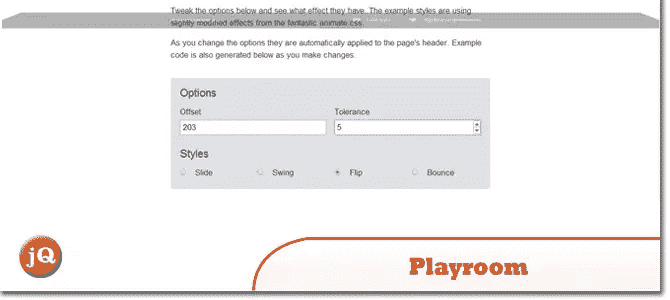 Tweak the options below and see what effect they have. The example styles are using
slightly modified effects from the fantastic animate.css.
As you change the options they are automatically applied to the page's header. Example
code is also generated below as you make changes.
Options
Offset Tolerance
203 5
Styles
Slide Swing Flip Bounce
jQ
Playroom